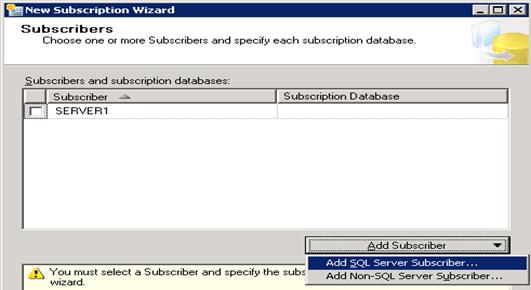 New Subscription Wizard
Subscribers
Choose one or more Subscribers and specify each subscription database.
Subscribers and subscription databases:
Subscriber Subscription Database
SERVER1
Add Subscriber
Add SQL Server Subscriber...
Add Non-SQL Server Subscriber...
You must select a Subscriber and specify the subs
wizard.